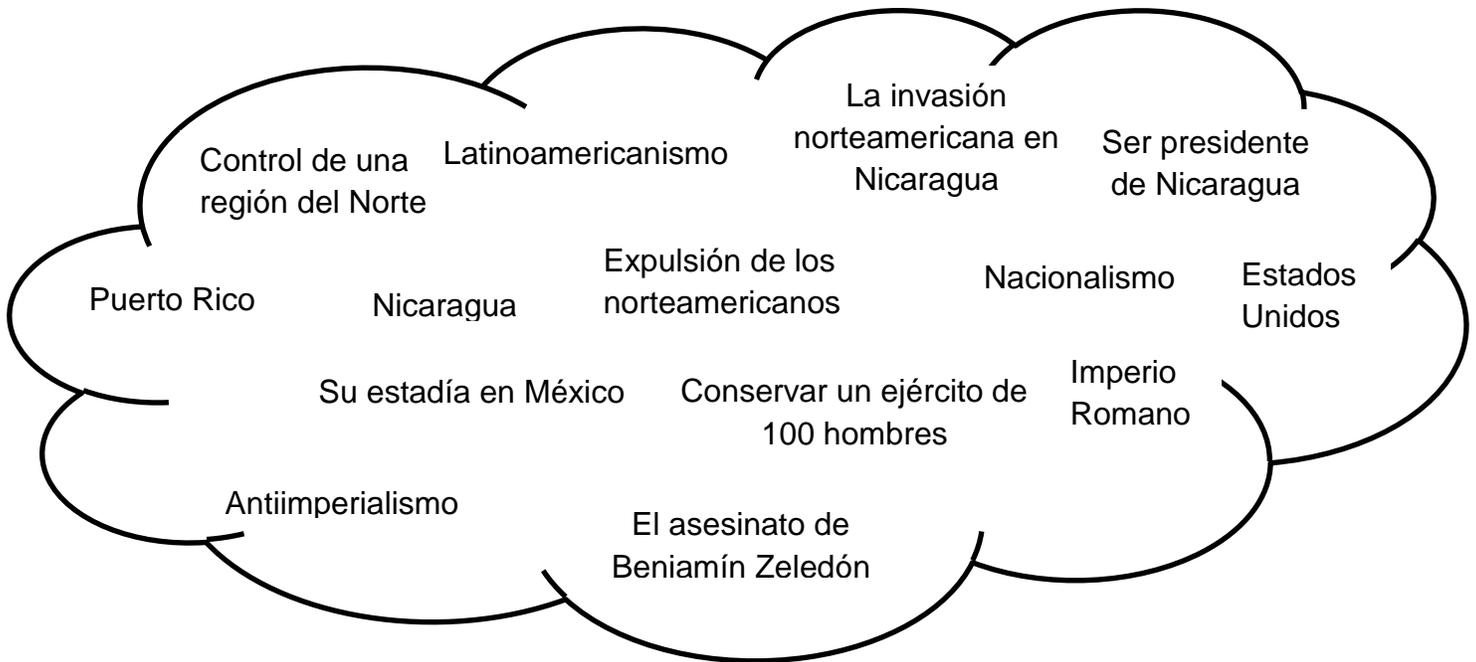 Control de una
región del Norte
Latinoamericanismo
La invasión
norteamericana en
Nicaragua
Ser presidente
de Nicaragua
Puerto Rico
Nicaragua
Expulsión de los
norteamericanos
Nacionalismo
Estados
Unidos
Su estadía en México
Conservar un ejército de
100 hombres
Imperio
Romano
Antiimperialismo
El asesinato de
Beniamín Zeledón